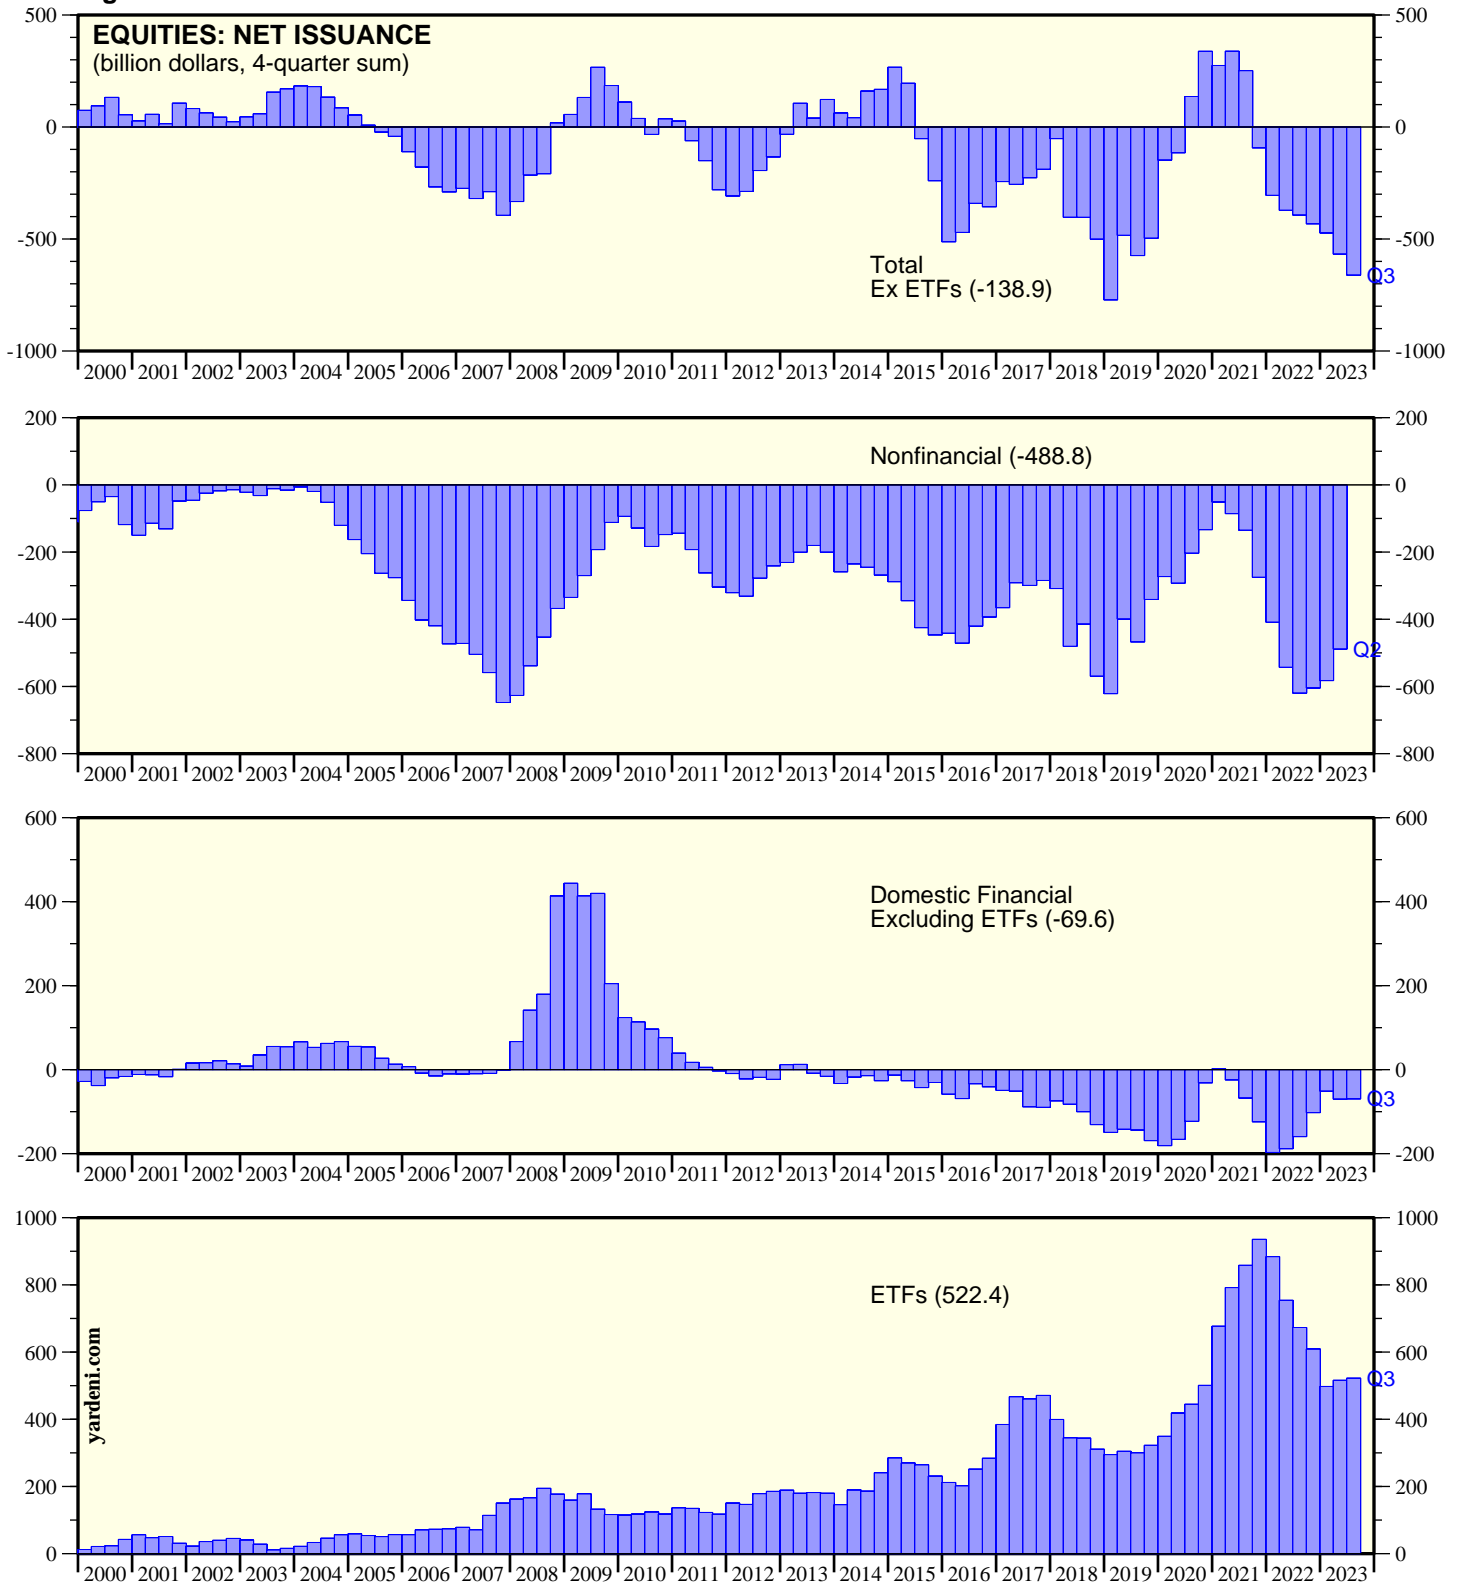 EQUITIES: NET ISSUANCE
(billion dollars, 4-quarter sum)
500 500
0 0
-500 -500
-1000 -1000
Total
Ex ETFs (-138.9)
Q3
2000 2001 2002 2003 2004 2005 2006 2007 2008 2009 2010 2011 2012 2013 2014 2015 2016 2017 2018 2019 2020 2021 2022 2023
200 200
Nonfinancial (-488.8)
0 0
-200 -200
-400 -400
Q2
-600 -600
-800 -800
2000 2001 2002 2003 2004 2005 2006 2007 2008 2009 2010 2011 2012 2013 2014 2015 2016 2017 2018 2019 2020 2021 2022 2023
600 600
Domestic Financial
400 400
Excluding ETFs (-69.6)
200 200
0 0
Q3
-200 -200
2000 2001 2002 2003 2004 2005 2006 2007 2008 2009 2010 2011 2012 2013 2014 2015 2016 2017 2018 2019 2020 2021 2022 2023
1000 1000
800 800
ETFs (522.4)
600 600
Q3
400 400
200 200
0 0
yardeni.com
2000 2001 2002 2003 2004 2005 2006 2007 2008 2009 2010 2011 2012 2013 2014 2015 2016 2017 2018 2019 2020 2021 2022 2023